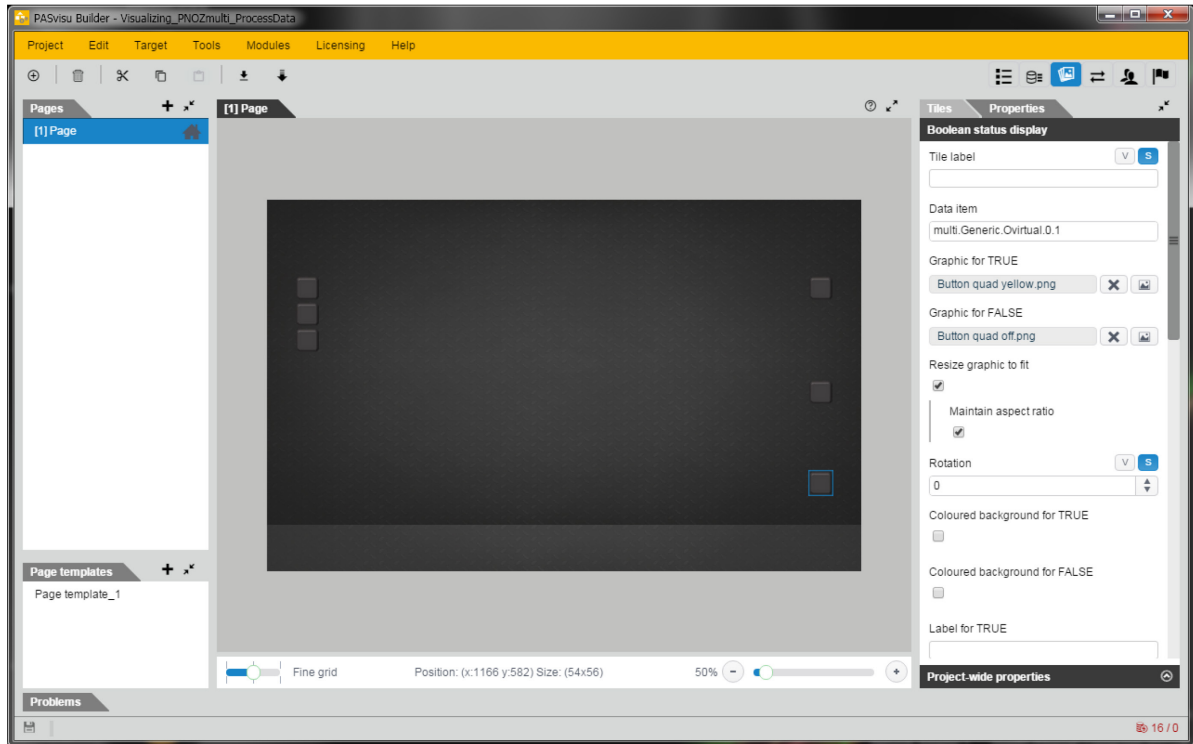 PASvisu Builder - Visualizing_PNOZmulti_ProcessData
Project Edit Target Tools Modules Licensing Help
Pages
[1] Page
[1] Page
Tiles Properties
Boolean status display
Tile label V S
Data item
multi.Generic.Ovirtual.0.1
Graphic for TRUE
Button quad yellow.png
Graphic for FALSE
Button quad off.png
Resize graphic to fit
Maintain aspect ratio
Rotation V S
0
Coloured background for TRUE
Coloured background for FALSE
Label for TRUE
Project-wide properties
Page templates
Page template_1
Fine grid Position: (x:1166 y:582) Size: (54x56) 50%
Problems
16 / 0